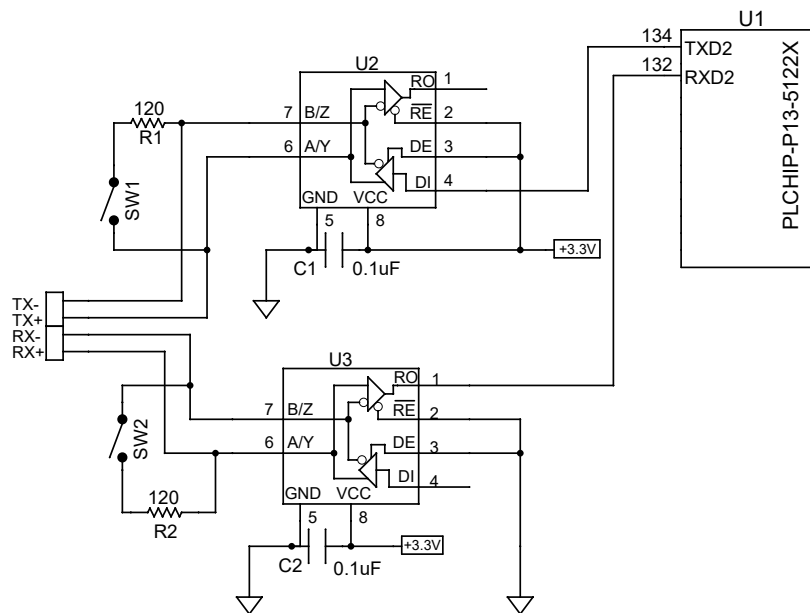 U1
134
TXD2
132
RXD2
PLCHIP-P13-5122X
U2
RO
1
120
7
B/Z
RE
2
R1
6
A/Y
DE
3
DI
4
SW1
GND
VCC
5
8
C1
0.1uF
+3.3V
TX-
TX+
RX-
RX+
U3
RO
1
7
B/Z
RE
2
SW2
6
A/Y
DE
3
DI
4
120
GND
VCC
R2
5
8
C2
0.1uF
+3.3V